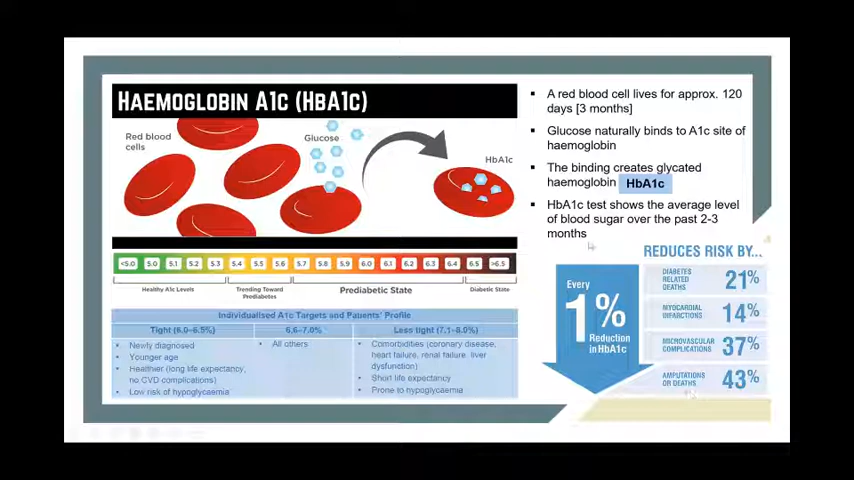 HAEMOGLOBIN A1C (HBA1C)
Red blood
cells
Glucose
HbA1c
<5.0 5.0 5.1 5.2 5.3 5.4 5.5 5.6 5.7 5.8 5.9 6.0 6.1 6.2 6.3 6.4 6.5 >6.5
Healthy A1c Levels
Trending Toward
Prediabetes
Prediabetic State
Diabetic State
Individualised A1c Targets and Patients' Profile
Tight (6.0–6.5%) 6.6–7.0% Less tight (7.1–8.0%)
Newly diagnosed
Younger age
Healthier (long life expectancy,
no CVD complications)
Low risk of hypoglycaemia
All others
Comorbidities (coronary disease,
heart failure, renal failure, liver
dysfunction)
Short life expectancy
Prone to hypoglycaemia
A red blood cell lives for approx. 120
days [3 months]
Glucose naturally binds to A1c site of
haemoglobin
The binding creates glycated
haemoglobin HbA1c
HbA1c test shows the average level
of blood sugar over the past 2-3
months
REDUCES RISK BY...
Every
1%
Reduction
in HbA1c
DIABETES
RELATED
DEATHS
21%
MYOCARDIAL
INFARCTIONS
14%
MICROVASCULAR
COMPLICATIONS
37%
AMPUTATIONS
OR DEATHS
43%